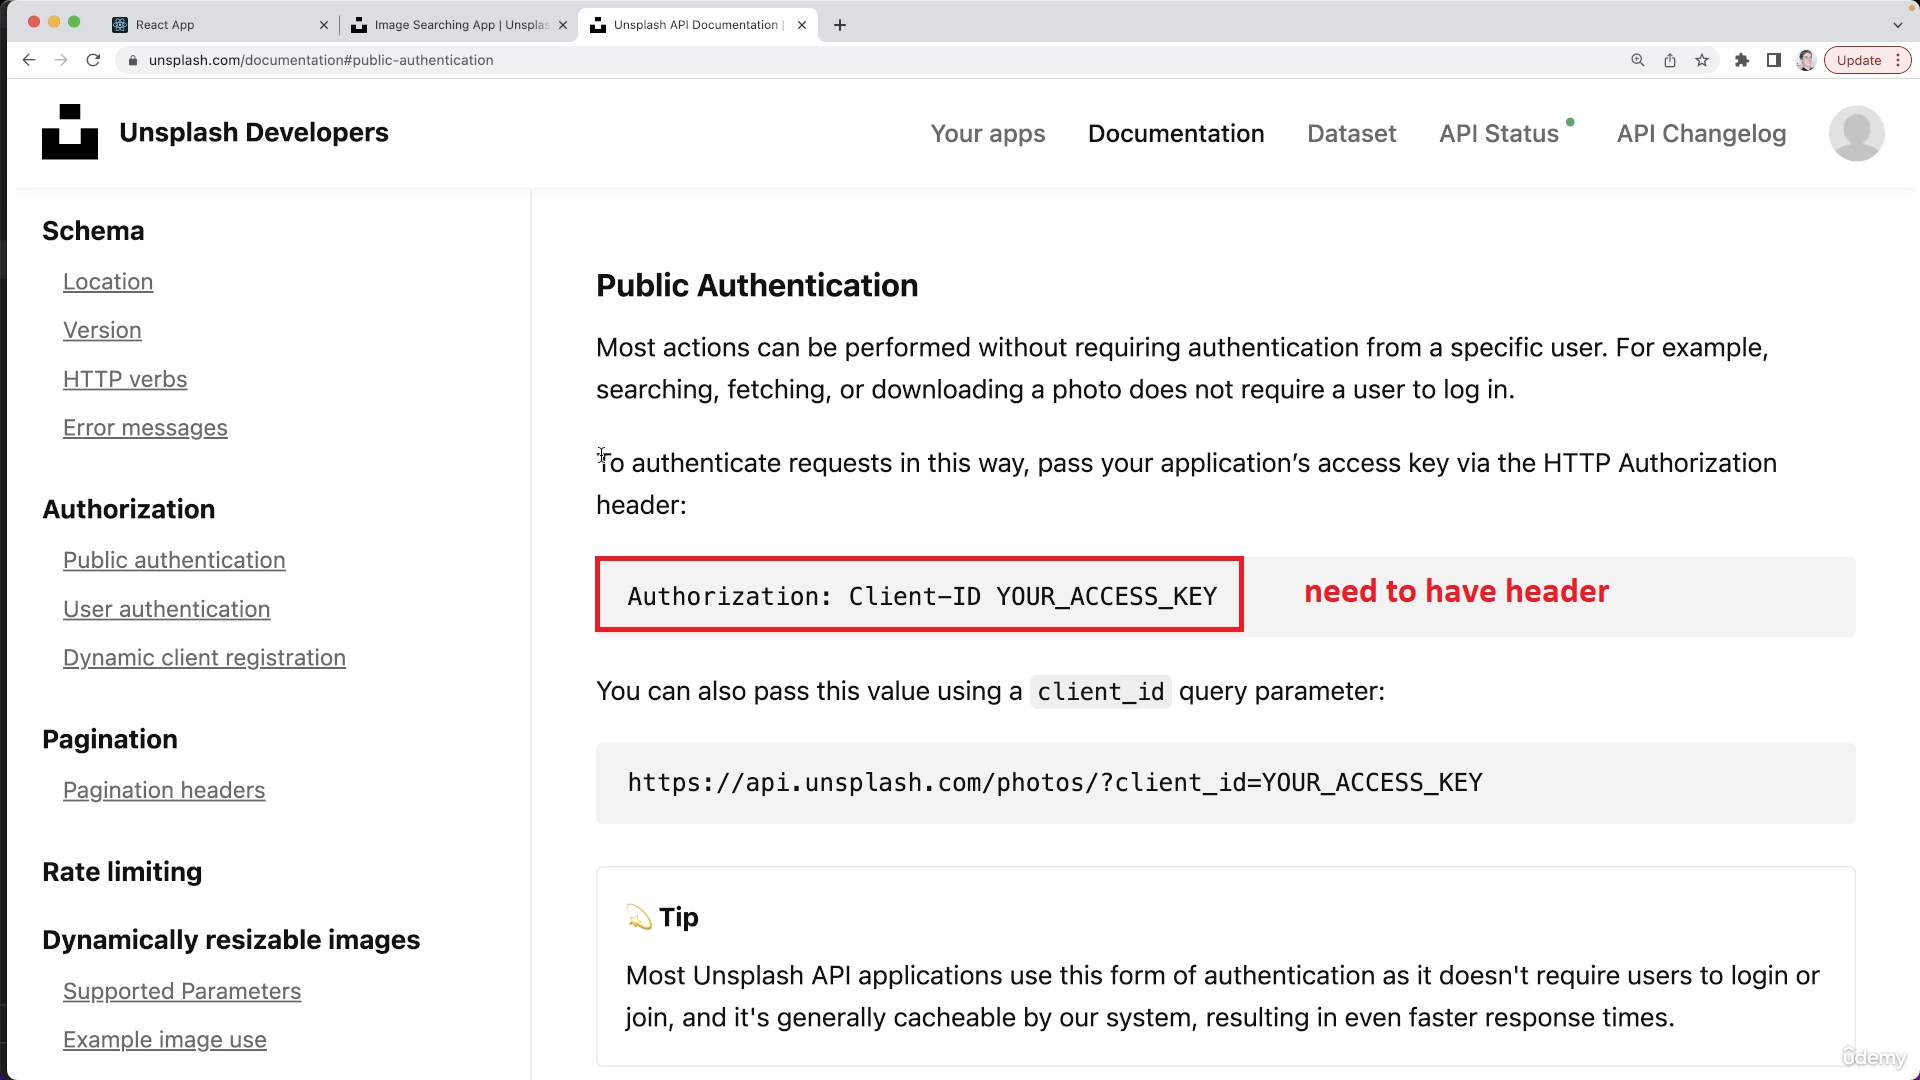 React App
Image Searching App | Unsplas
Unsplash API Documentation |
unsplash.com/documentation#public-authentication
Update
Unsplash Developers
Your apps
Documentation
Dataset
API Status
API Changelog
Schema
Location
Version
HTTP verbs
Error messages
Authorization
Public authentication
User authentication
Dynamic client registration
Pagination
Pagination headers
Rate limiting
Dynamically resizable images
Supported Parameters
Example image use
Public Authentication
Most actions can be performed without requiring authentication from a specific user. For example,
searching, fetching, or downloading a photo does not require a user to log in.
To authenticate requests in this way, pass your application’s access key via the HTTP Authorization
header:
Authorization: Client-ID YOUR_ACCESS_KEY
need to have header
You can also pass this value using a client_id query parameter:
https://api.unsplash.com/photos/?client_id=YOUR_ACCESS_KEY
Tip
Most Unsplash API applications use this form of authentication as it doesn't require users to login or
join, and it's generally cacheable by our system, resulting in even faster response times.
ûdemy